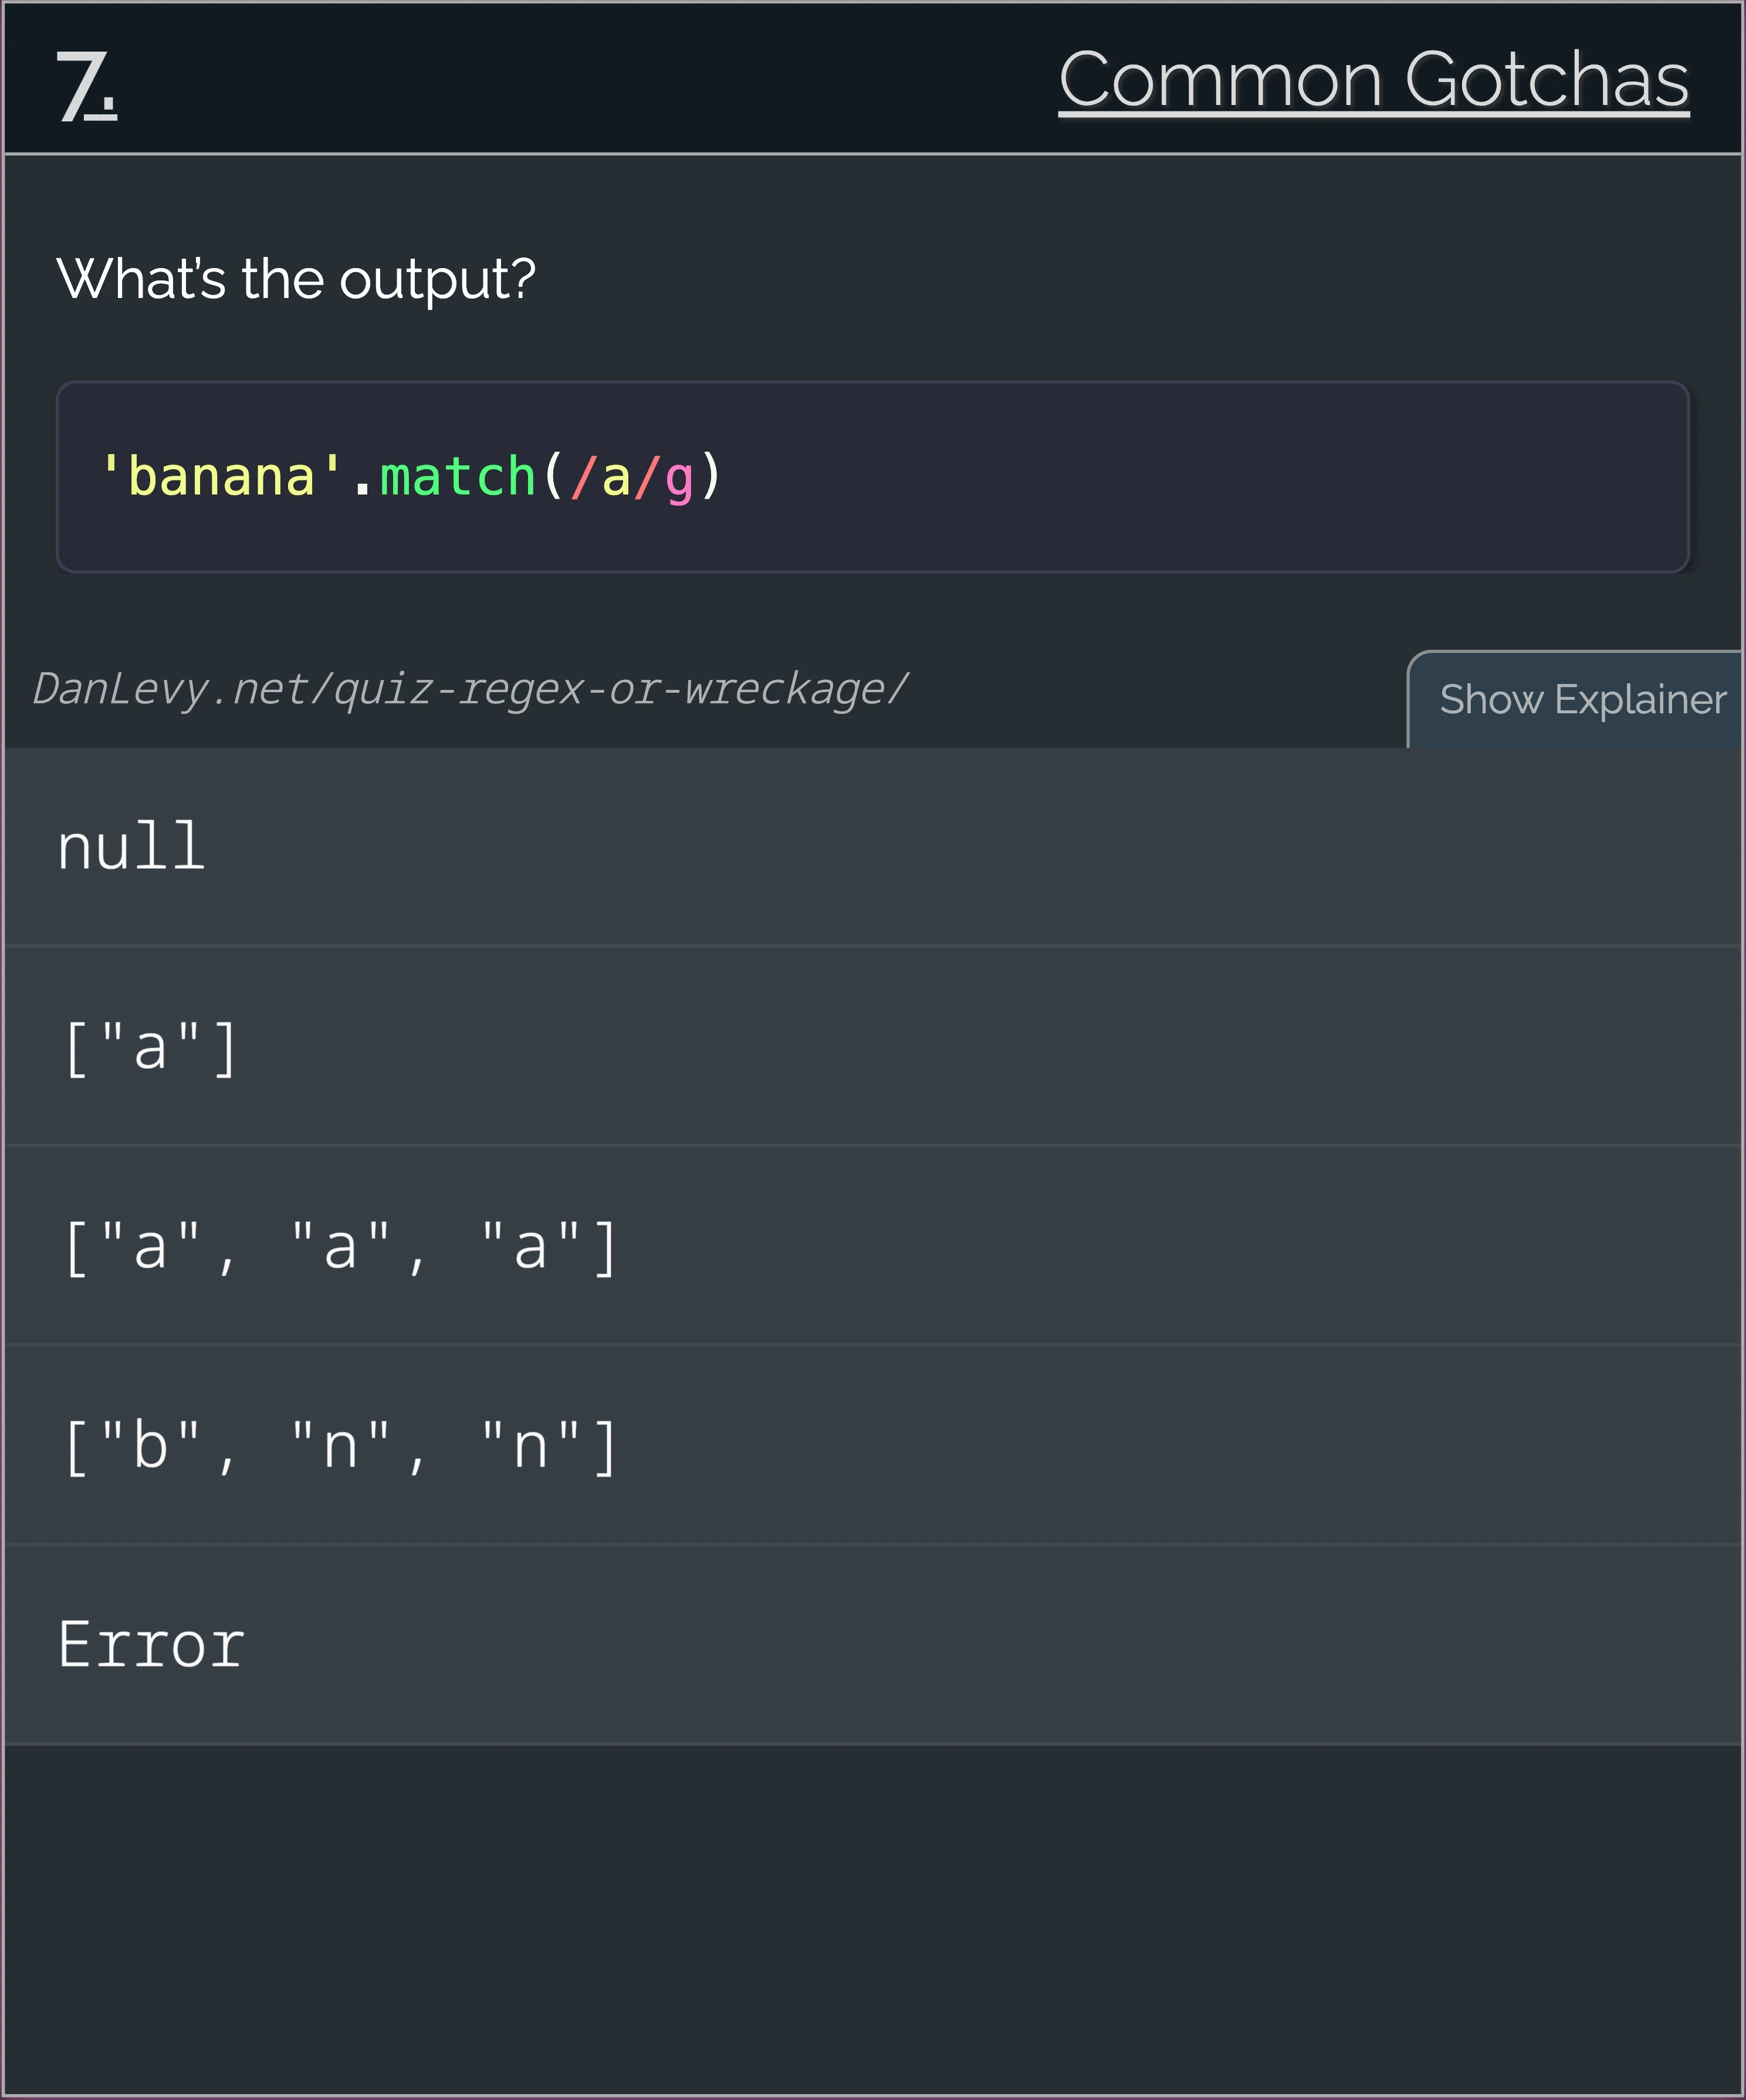 7.
Common Gotchas
What's the output?
'banana'.match(/a/g)
DanLevy.net/quiz-regex-or-wreckage/
Show Explainer
null
["a"]
["a", "a", "a"]
["b", "n", "n"]
Error